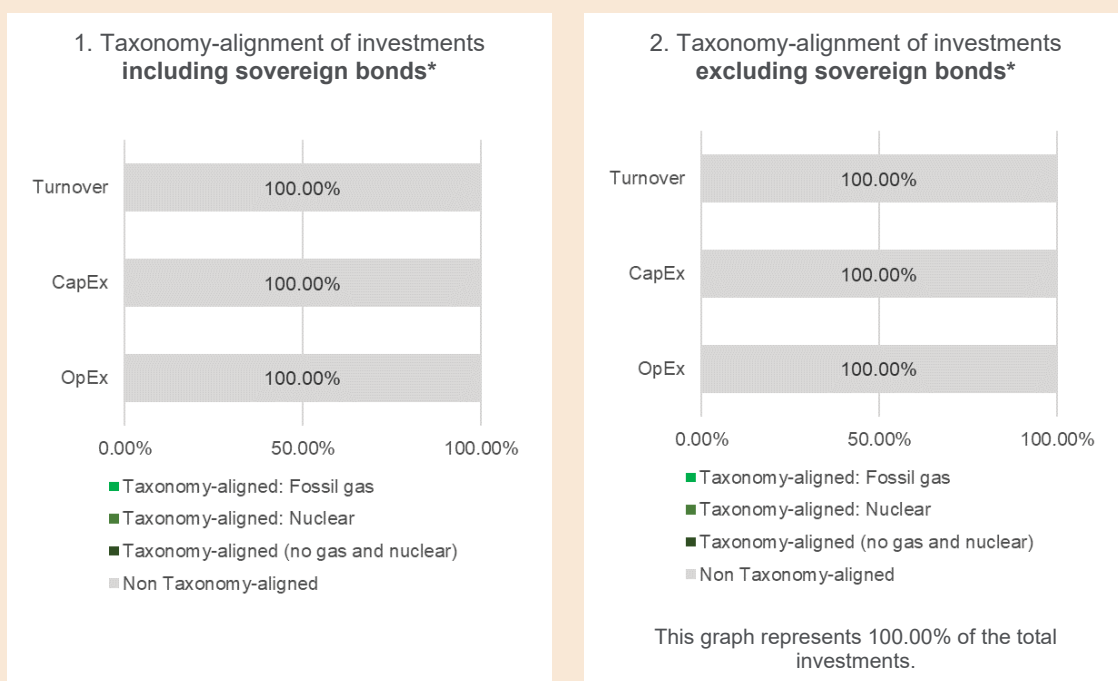 1. Taxonomy-alignment of investments
including sovereign bonds*
Turnover
100.00%
CapEx
100.00%
OpEx
100.00%
0.00%
50.00%
100.00%
Taxonomy-aligned: Fossil gas
Taxonomy-aligned: Nuclear
Taxonomy-aligned (no gas and nuclear)
Non Taxonomy-aligned
2. Taxonomy-alignment of investments
excluding sovereign bonds*
Turnover
100.00%
CapEx
100.00%
OpEx
100.00%
0.00%
50.00%
100.00%
Taxonomy-aligned: Fossil gas
Taxonomy-aligned: Nuclear
Taxonomy-aligned (no gas and nuclear)
Non Taxonomy-aligned
This graph represents 100.00% of the total
investments.